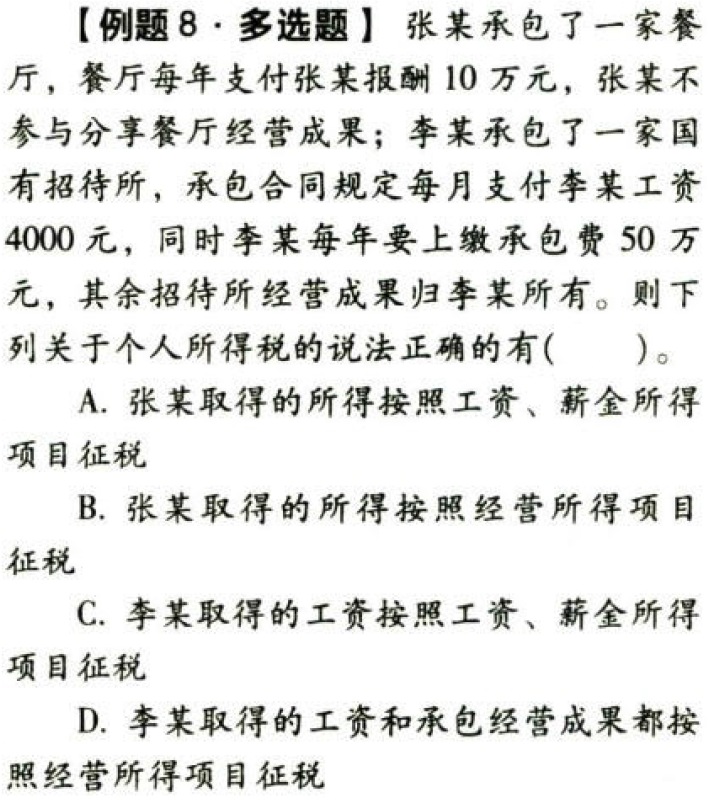 【例题8·多选题】 张某承包了一家餐
厅，餐厅每年支付张某报酬 10 万元，张某不
参与分享餐厅经营成果；李某承包了一家国
有招待所，承包合同规定每月支付李某工资
4000 元，同时李某每年要上缴承包费 50 万
元，其余招待所经营成果归李某所有。则下
列关于个人所得税的说法正确的有(　　)。
A. 张某取得的所得按照工资、薪金所得
项目征税
B. 张某取得的所得按照经营所得项目
征税
C. 李某取得的工资按照工资、薪金所得
项目征税
D. 李某取得的工资和承包经营成果都按
照经营所得项目征税